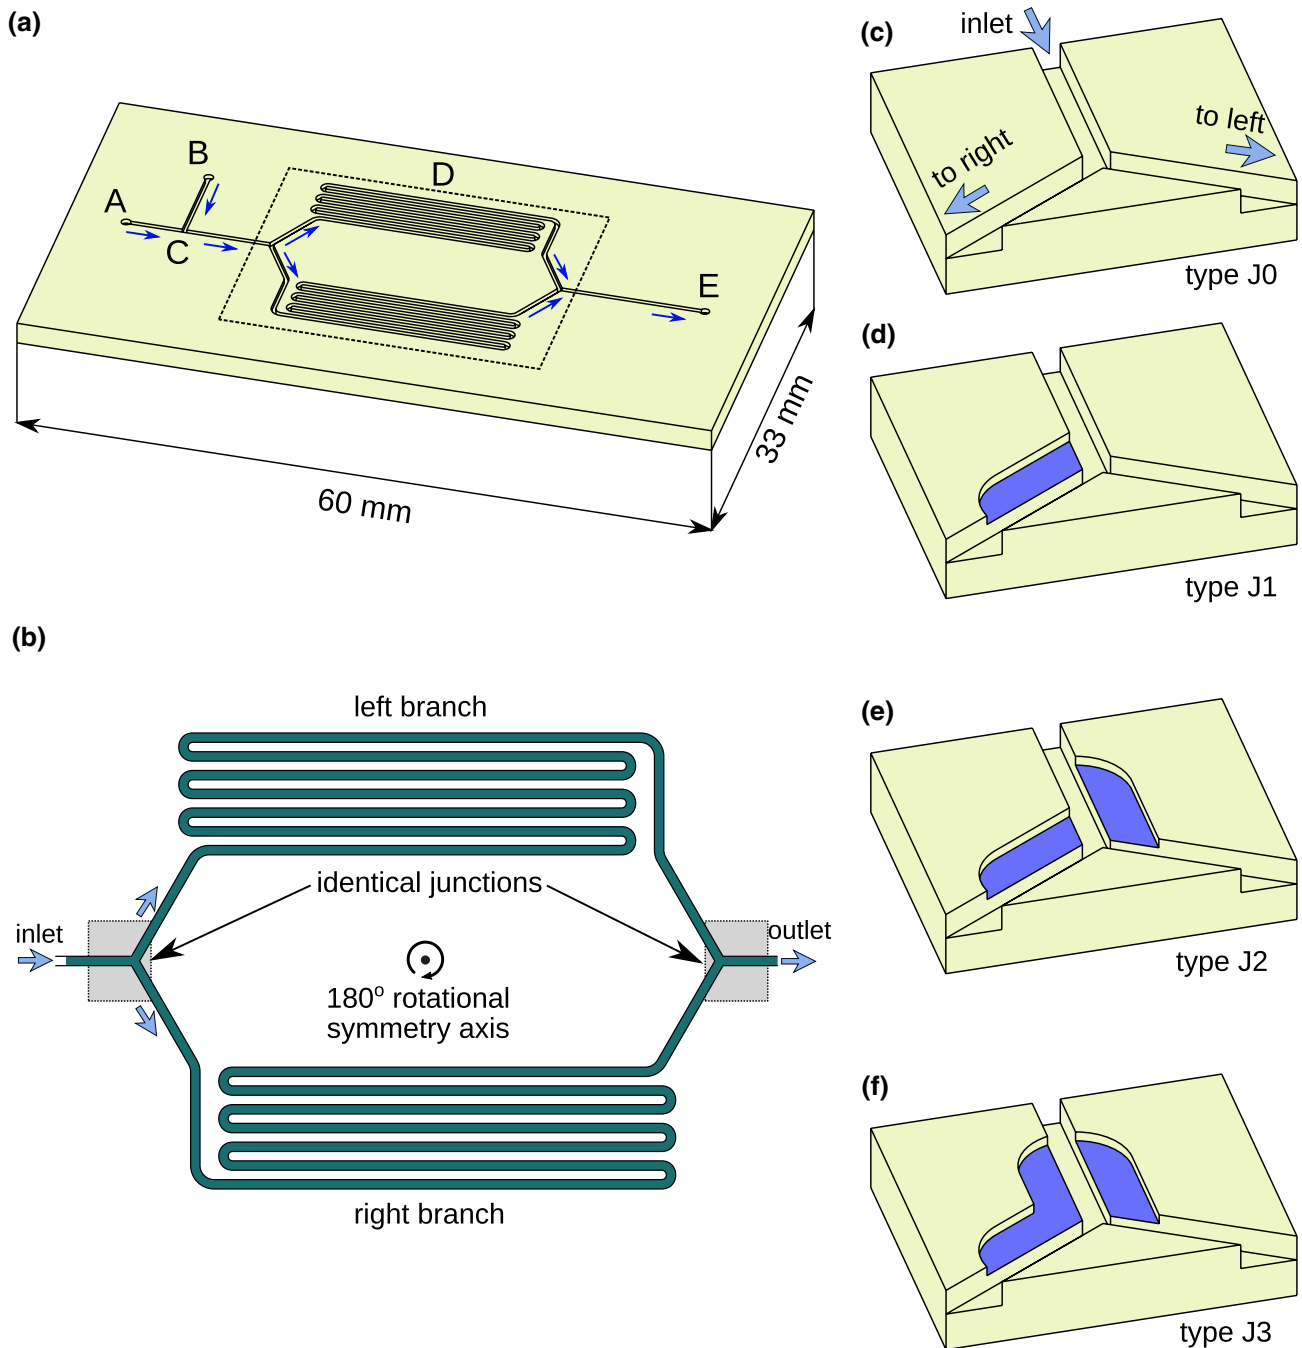 (a)
A
B
C
D
E
60 mm
33 mm
(b)
left branch
identical junctions
inlet
outlet
180° rotational
symmetry axis
right branch
(c)
inlet
to right
to left
type J0
(d)
type J1
(e)
type J2
(f)
type J3